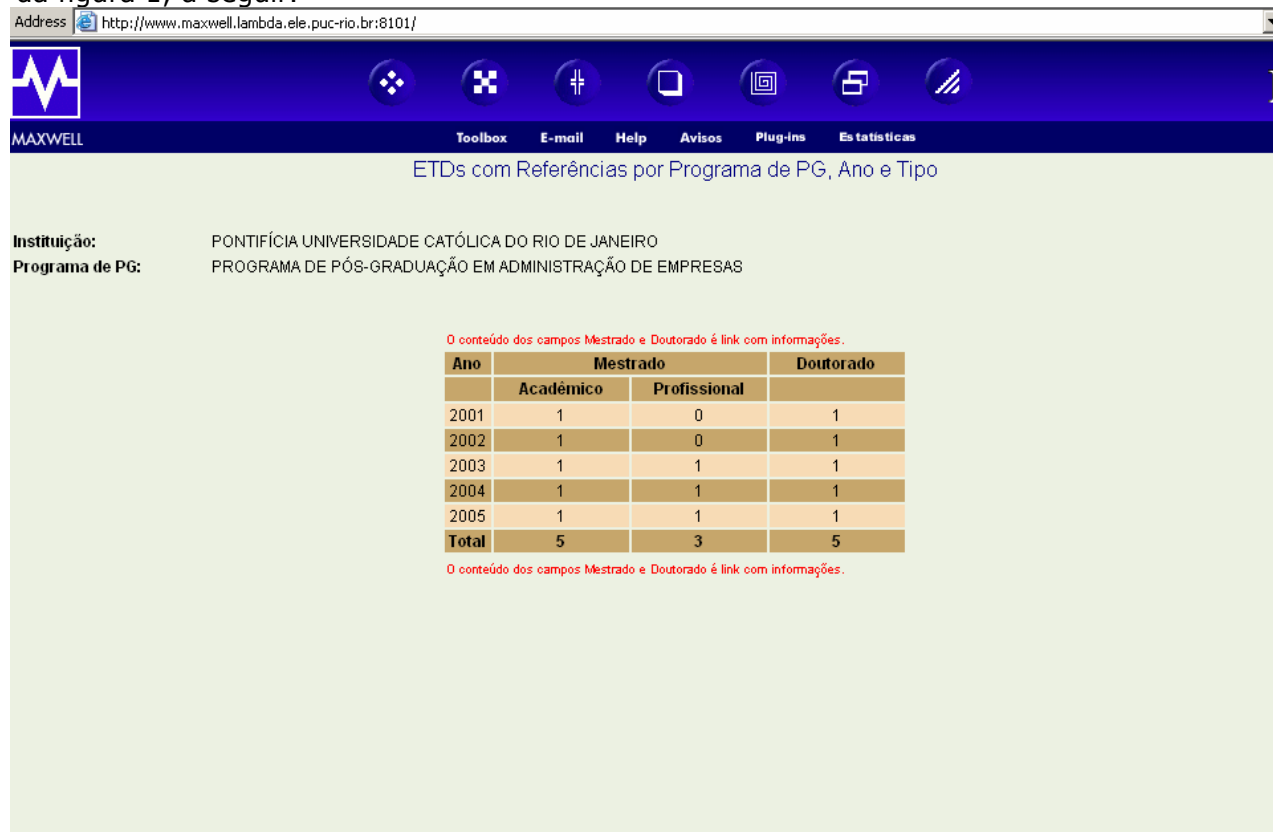 da figura 1, a seguir:
Address http://www.maxwell.lambda.ele.puc-rio.br:8101/
MAXWELL Toolbox E-mail Help Avisos Plug-ins Estatísticas
ETDs com Referências por Programa de PG, Ano e Tipo
Instituição: PONTIFÍCIA UNIVERSIDADE CATÓLICA DO RIO DE JANEIRO
Programa de PG: PROGRAMA DE PÓS-GRADUAÇÃO EM ADMINISTRAÇÃO DE EMPRESAS
O conteúdo dos campos Mestrado e Doutorado é link com informações.
Ano Mestrado Doutorado
Acadêmico Profissional
2001 1 0 1
2002 1 0 1
2003 1 1 1
2004 1 1 1
2005 1 1 1
Total 5 3 5
O conteúdo dos campos Mestrado e Doutorado é link com informações.